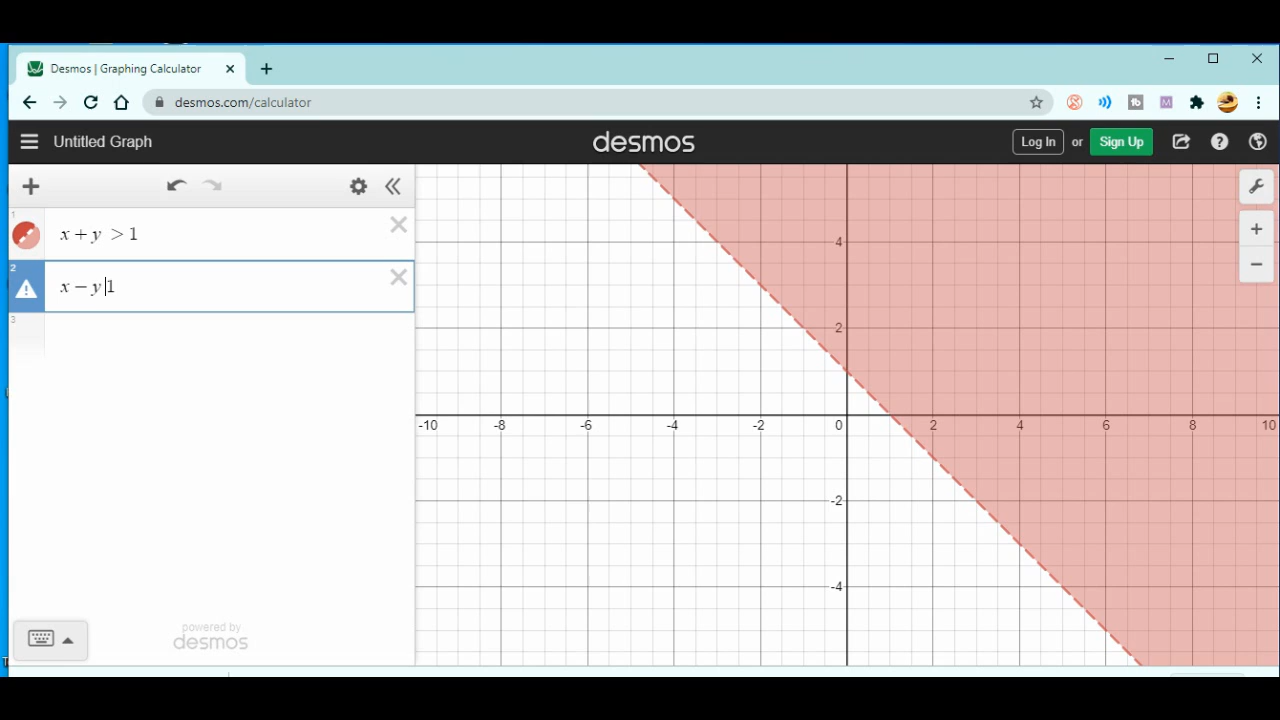 Desmos | Graphing Calculator
desmos.com/calculator
Untitled Graph
desmos
Log In or Sign Up
1
x + y > 1
2
x − y 1
3
4
2
-10 -8 -6 -4 -2 0 2 4 6 8 10
-2
-4
powered by
desmos